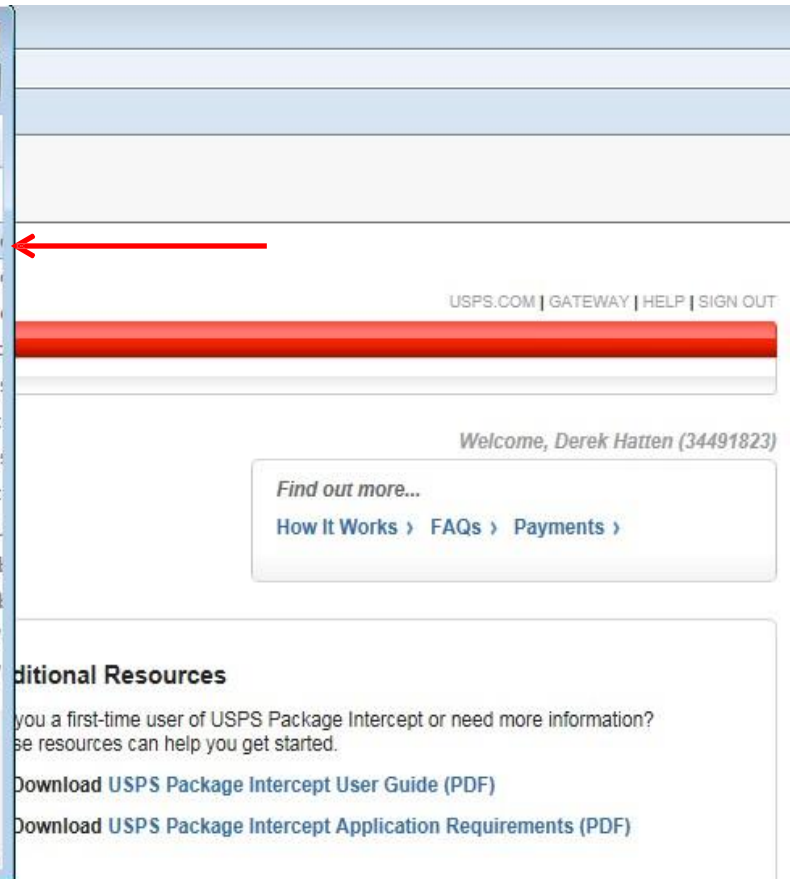 USPS.COM | GATEWAY | HELP | SIGN OUT
Welcome, Derek Hatten (34491823)
Find out more...
How It Works › FAQs › Payments ›
ditional Resources
you a first-time user of USPS Package Intercept or need more information?
se resources can help you get started.
Download USPS Package Intercept User Guide (PDF)
Download USPS Package Intercept Application Requirements (PDF)